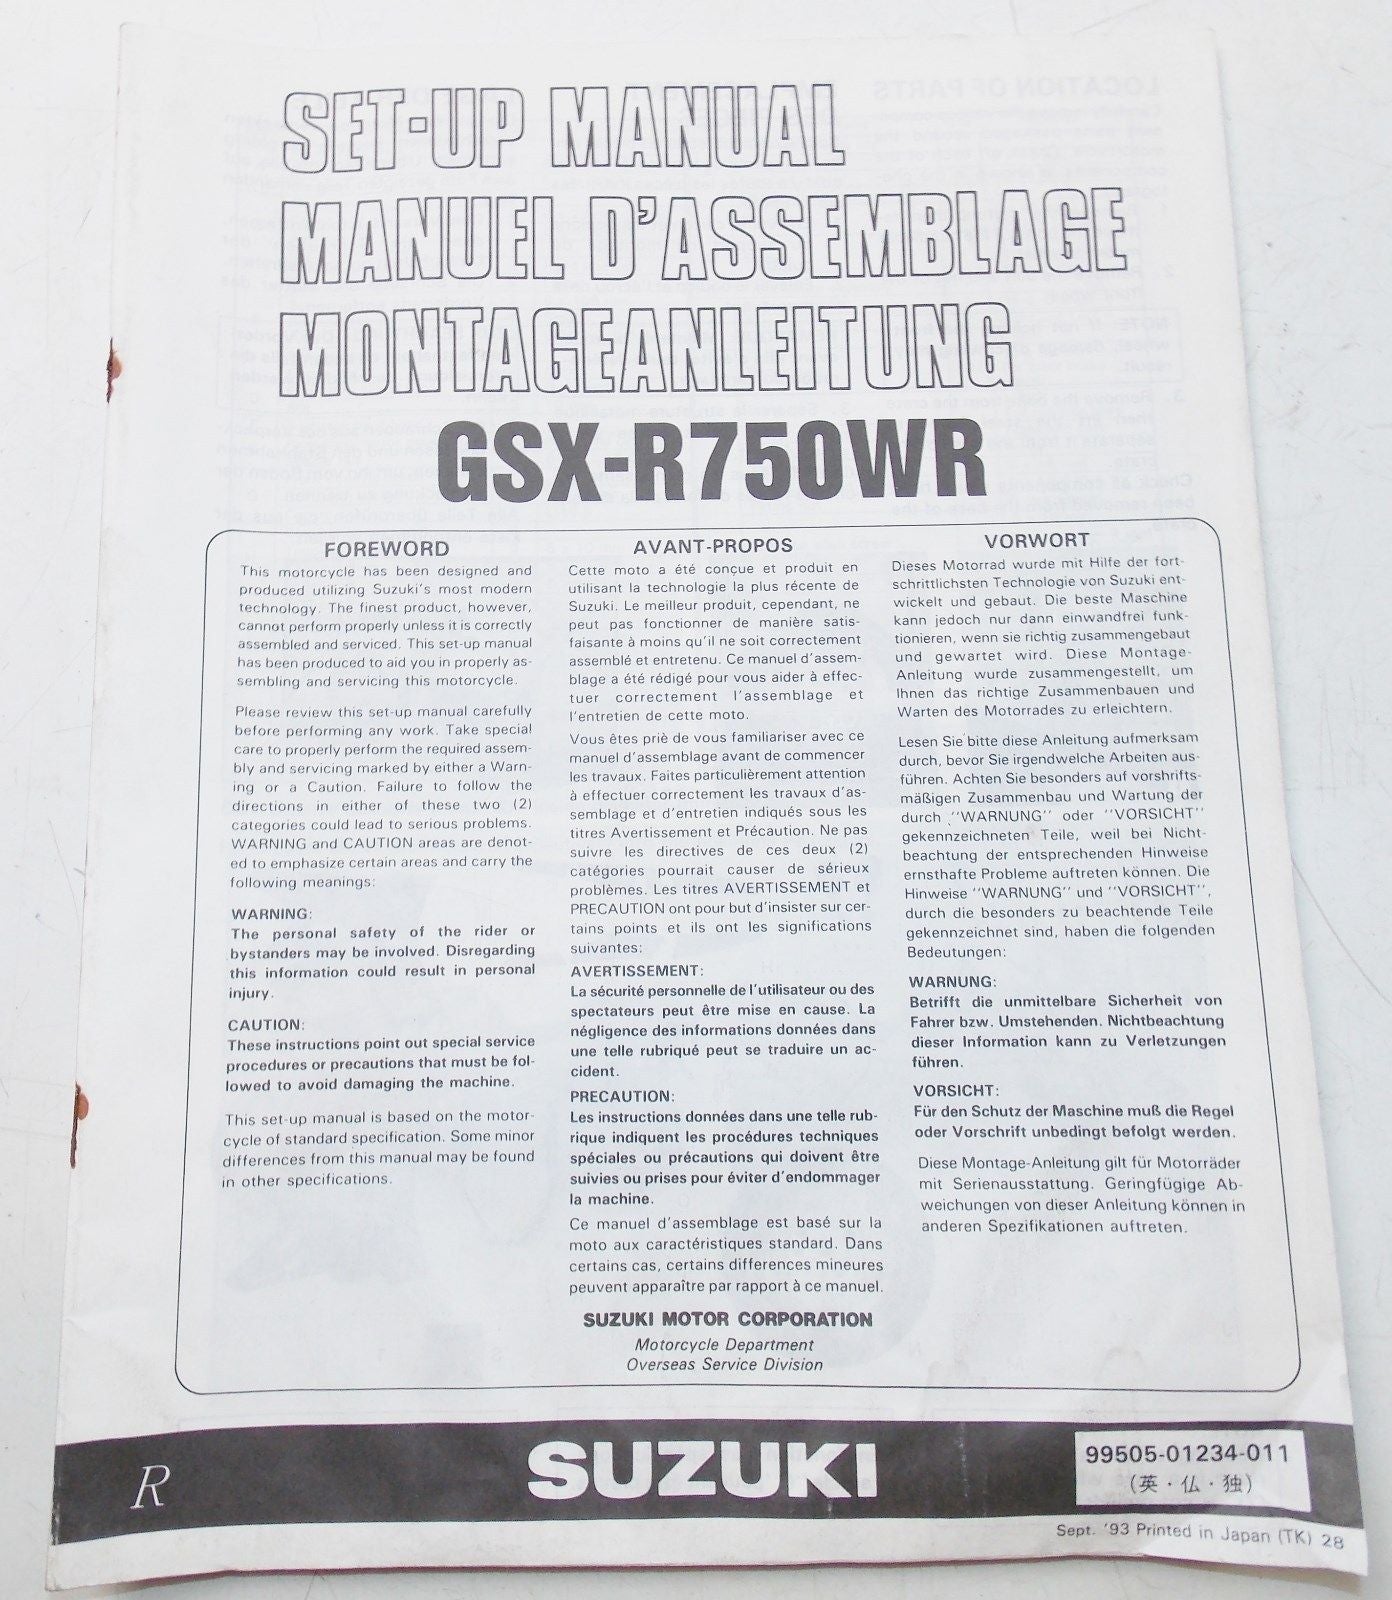 SET-UP MANUAL
MANUEL D'ASSEMBLAGE
MONTAGEANLEITUNG
GSX-R750WR
FOREWORD
This motorcycle has been designed and
produced utilizing Suzuki's most modern
technology. The finest product, however,
cannot perform properly unless it is correctly
assembled and serviced. This set-up manual
has been produced to aid you in properly as-
sembling and servicing this motorcycle.
Please review this set-up manual carefully
before performing any work. Take special
care to properly perform the required assem-
bly and servicing marked by either a Warn-
ing or a Caution. Failure to follow the
directions in either of these two (2)
categories could lead to serious problems.
WARNING and CAUTION areas are denot-
ed to emphasize certain areas and carry the
following meanings:
WARNING:
The personal safety of the rider or
bystanders may be involved. Disregarding
this information could result in personal
injury.
CAUTION:
These instructions point out special service
procedures or precautions that must be fol-
lowed to avoid damaging the machine.
This set-up manual is based on the motor-
cycle of standard specification. Some minor
differences from this manual may be found
in other specifications.
AVANT-PROPOS
Cette moto a été conçue et produit en
utilisant la technologie la plus récente de
Suzuki. Le meilleur produit, cependant, ne
peut pas fonctionner de manière satis-
faisante à moins qu'il ne soit correctement
assemblé et entretenu. Ce manuel d'assem-
blage a été rédigé pour vous aider à effec-
tuer correctement l'assemblage et
l'entretien de cette moto.
Vous êtes priè de vous familiariser avec ce
manuel d'assemblage avant de commencer
les travaux. Faites particulièrement attention
à effectuer correctement les travaux d'as-
semblage et d'entretien indiqués sous les
titres Avertissement et Précaution. Ne pas
suivre les directives de ces deux (2)
catégories pourrait causer de sérieux
problèmes. Les titres AVERTISSEMENT et
PRECAUTION ont pour but d'insister sur cer-
tains points et ils ont les significations
suivantes:
AVERTISSEMENT:
La sécurité personnelle de l'utilisateur ou des
spectateurs peut être mise en cause. La
négligence des informations données dans
une telle rubriqué peut se traduire un ac-
cident.
PRECAUTION:
Les instructions données dans une telle rub-
rique indiquent les procédures techniques
spéciales ou précautions qui doivent être
suivies ou prises pour éviter d'endommager
la machine.
Ce manuel d'assemblage est basé sur la
moto aux caractéristiques standard. Dans
certains cas, certains differences mineures
peuvent apparaître par rapport à ce manuel.
VORWORT
Dieses Motorrad wurde mit Hilfe der fort-
schrittlichsten Technologie von Suzuki ent-
wickelt und gebaut. Die beste Maschine
kann jedoch nur dann einwandfrei funk-
tionieren, wenn sie richtig zusammengebaut
und gewartet wird. Diese Montage-
Anleitung wurde zusammengestellt, um
Ihnen das richtige Zusammenbauen und
Warten des Motorrades zu erleichtern.
Lesen Sie bitte diese Anleitung aufmerksam
durch, bevor Sie irgendwelche Arbeiten aus-
führen. Achten Sie besonders auf vorshrifts-
mäßigen Zusammenbau und Wartung der
durch "WARNUNG" oder "VORSICHT"
gekennzeichneten Teile, weil bei Nicht-
beachtung der entsprechenden Hinweise
ernsthafte Probleme auftreten können. Die
Hinweise "WARNUNG" und "VORSICHT",
durch die besonders zu beachtende Teile
gekennzeichnet sind, haben die folgenden
Bedeutungen:
WARNUNG:
Betrifft die unmittelbare Sicherheit von
Fahrer bzw. Umstehenden. Nichtbeachtung
dieser Information kann zu Verletzungen
führen.
VORSICHT:
Für den Schutz der Maschine muß die Regel
oder Vorschrift unbedingt befolgt werden.
Diese Montage-Anleitung gilt für Motorräder
mit Serienausstattung. Geringfügige Ab-
weichungen von dieser Anleitung können in
anderen Spezifikationen auftreten.
SUZUKI MOTOR CORPORATION
Motorcycle Department
Overseas Service Division
R
SUZUKI
99505-01234-011
(英・仏・独)
Sept. '93 Printed in Japan (TK) 28